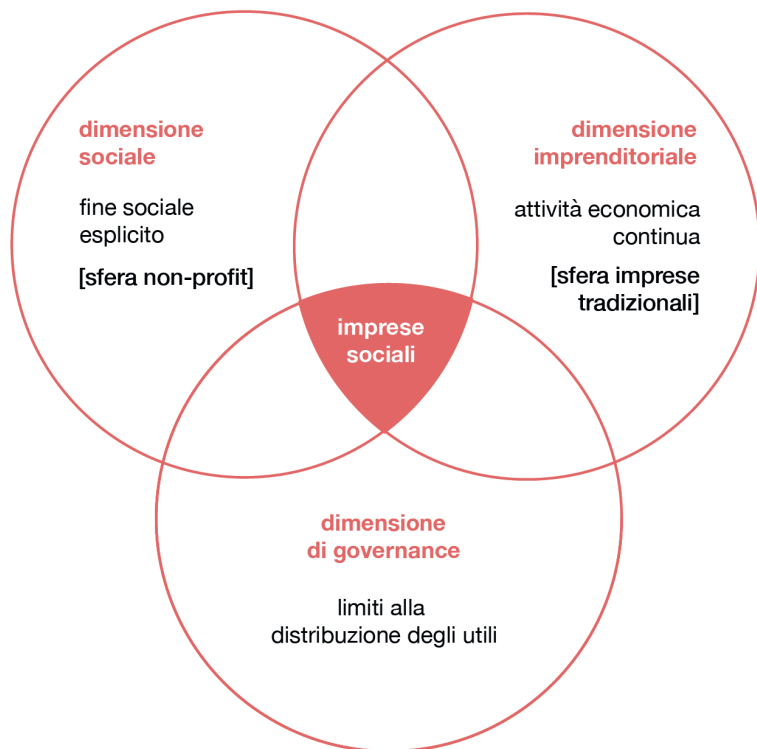 dimensione
sociale
fine sociale
esplicito
[sfera non-profit]
dimensione
imprenditoriale
attività economica
continua
[sfera imprese
tradizionali]
imprese
sociali
dimensione
di governance
limiti alla
distribuzione degli utili